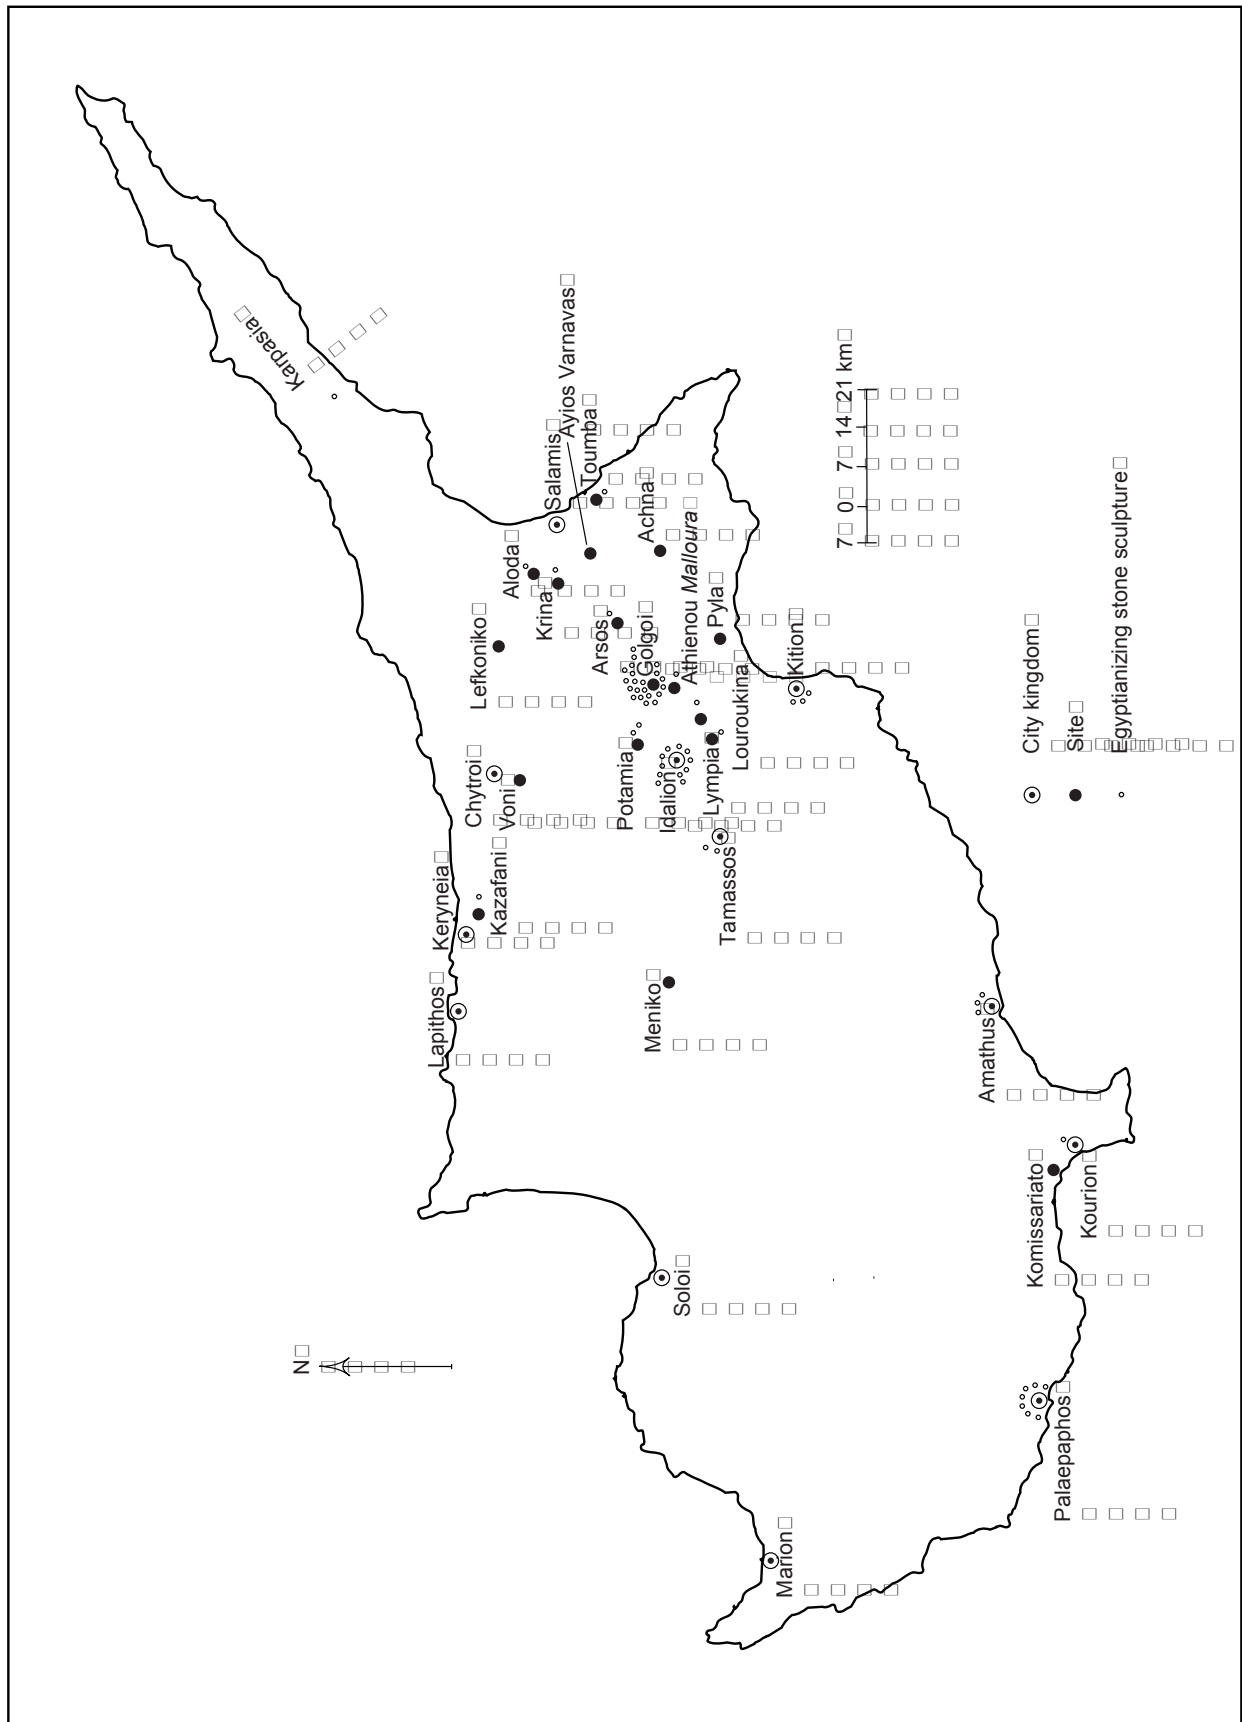 N
Karpasia
Salamis
Ayios Varnavas
Toumba
Achna
Aloda
Krina
Lefkoniko
Arsos
Golgoi
Athienou Malloura
Pyla
Kition
Louroukina
Lympia
Idalion
Potamia
Chytroi
Voni
Keryneia
Kazafani
Lapithos
Meniko
Tamassos
Amathus
Komissariato
Kourion
Soloi
Palaepaphos
Marion
7 0 7 14 21 km
City kingdom
Site
Egyptianizing stone sculpture